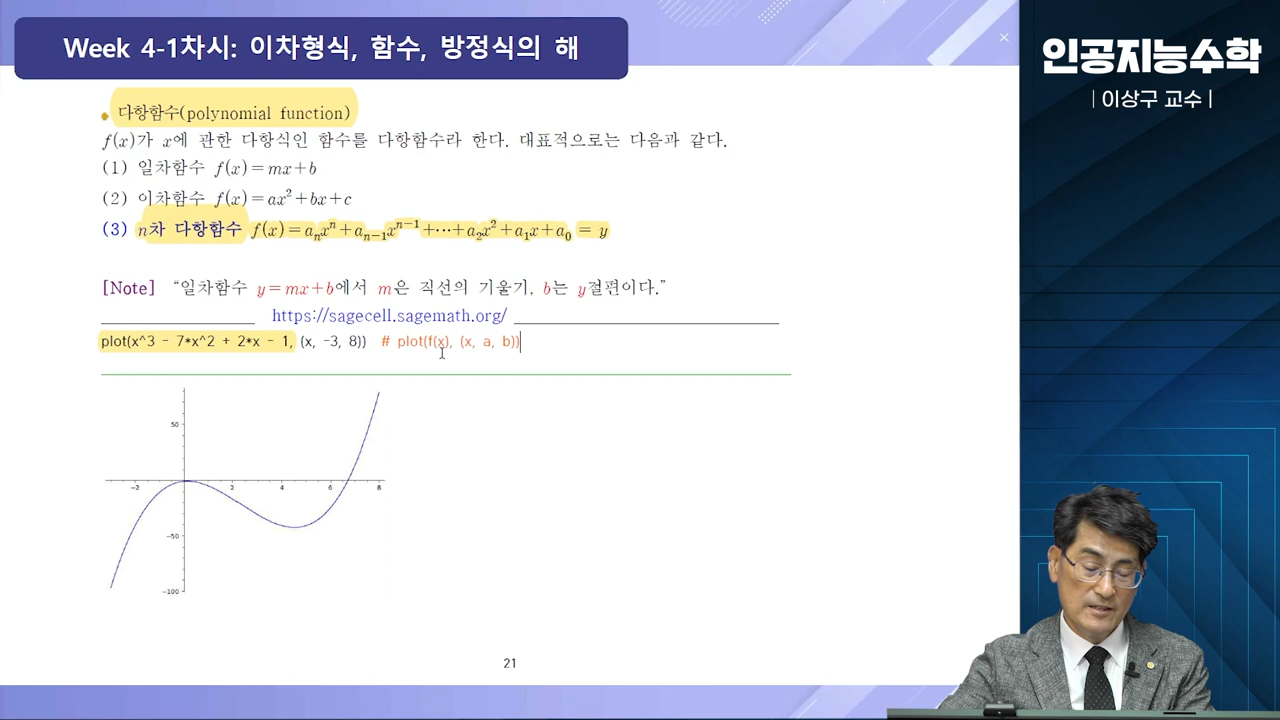 Week 4-1차시: 이차형식, 함수, 방정식의 해
인공지능수학
| 이상구 교수 |
• 다항함수(polynomial function)
f(x)가 x에 관한 다항식인 함수를 다항함수라 한다. 대표적으로는 다음과 같다.
(1) 일차함수 f(x)=mx+b
(2) 이차함수 f(x)=ax²+bx+c
(3) n차 다항함수 f(x)=aₙxⁿ+aₙ₋₁xⁿ⁻¹+⋯+a₂x²+a₁x+a₀ = y
[Note] “일차함수 y=mx+b에서 m은 직선의 기울기, b는 y절편이다.”
https://sagecell.sagemath.org/
plot(x^3 - 7*x^2 + 2*x - 1, (x, -3, 8)) # plot(f(x), (x, a, b))
50
-2 2 4 6 8
-50
-100
21